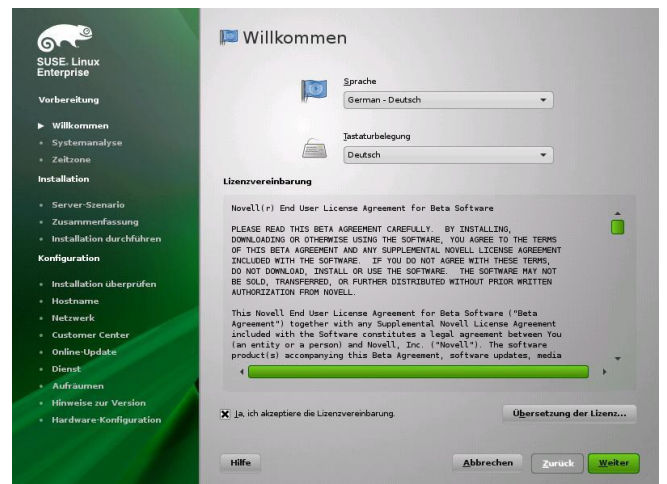 SUSE. Linux
Enterprise
Vorbereitung
Willkommen
Systemanalyse
Zeitzone
Installation
Server-Szenario
Zusammenfassung
Installation durchführen
Konfiguration
Installation überprüfen
Hostname
Netzwerk
Customer Center
Online-Update
Dienst
Aufräumen
Hinweise zur Version
Hardware-Konfiguration
Willkommen
Sprache
German - Deutsch
Tastaturbelegung
Deutsch
Lizenzvereinbarung
Novell(r) End User License Agreement for Beta Software
PLEASE READ THIS BETA AGREEMENT CAREFULLY. BY INSTALLING,
DOWNLOADING OR OTHERWISE USING THE SOFTWARE, YOU AGREE TO THE TERMS
OF THIS BETA AGREEMENT AND ANY SUPPLEMENTAL NOVELL LICENSE AGREEMENT
INCLUDED WITH THE SOFTWARE. IF YOU DO NOT AGREE WITH THESE TERMS,
DO NOT DOWNLOAD, INSTALL OR USE THE SOFTWARE. THE SOFTWARE MAY NOT
BE SOLD, TRANSFERRED, OR FURTHER DISTRIBUTED WITHOUT PRIOR WRITTEN
AUTHORIZATION FROM NOVELL.
This Novell End User License Agreement for Beta Software ("Beta
Agreement") together with any Supplemental Novell License Agreement
included with the Software constitutes a legal agreement between You
(an entity or a person) and Novell, Inc. ("Novell"). The software
product(s) accompanying this Beta Agreement, software updates, media
Ja, ich akzeptiere die Lizenzvereinbarung.
Übersetzung der Lizenz...
Hilfe
Abbrechen
Zurück
Weiter